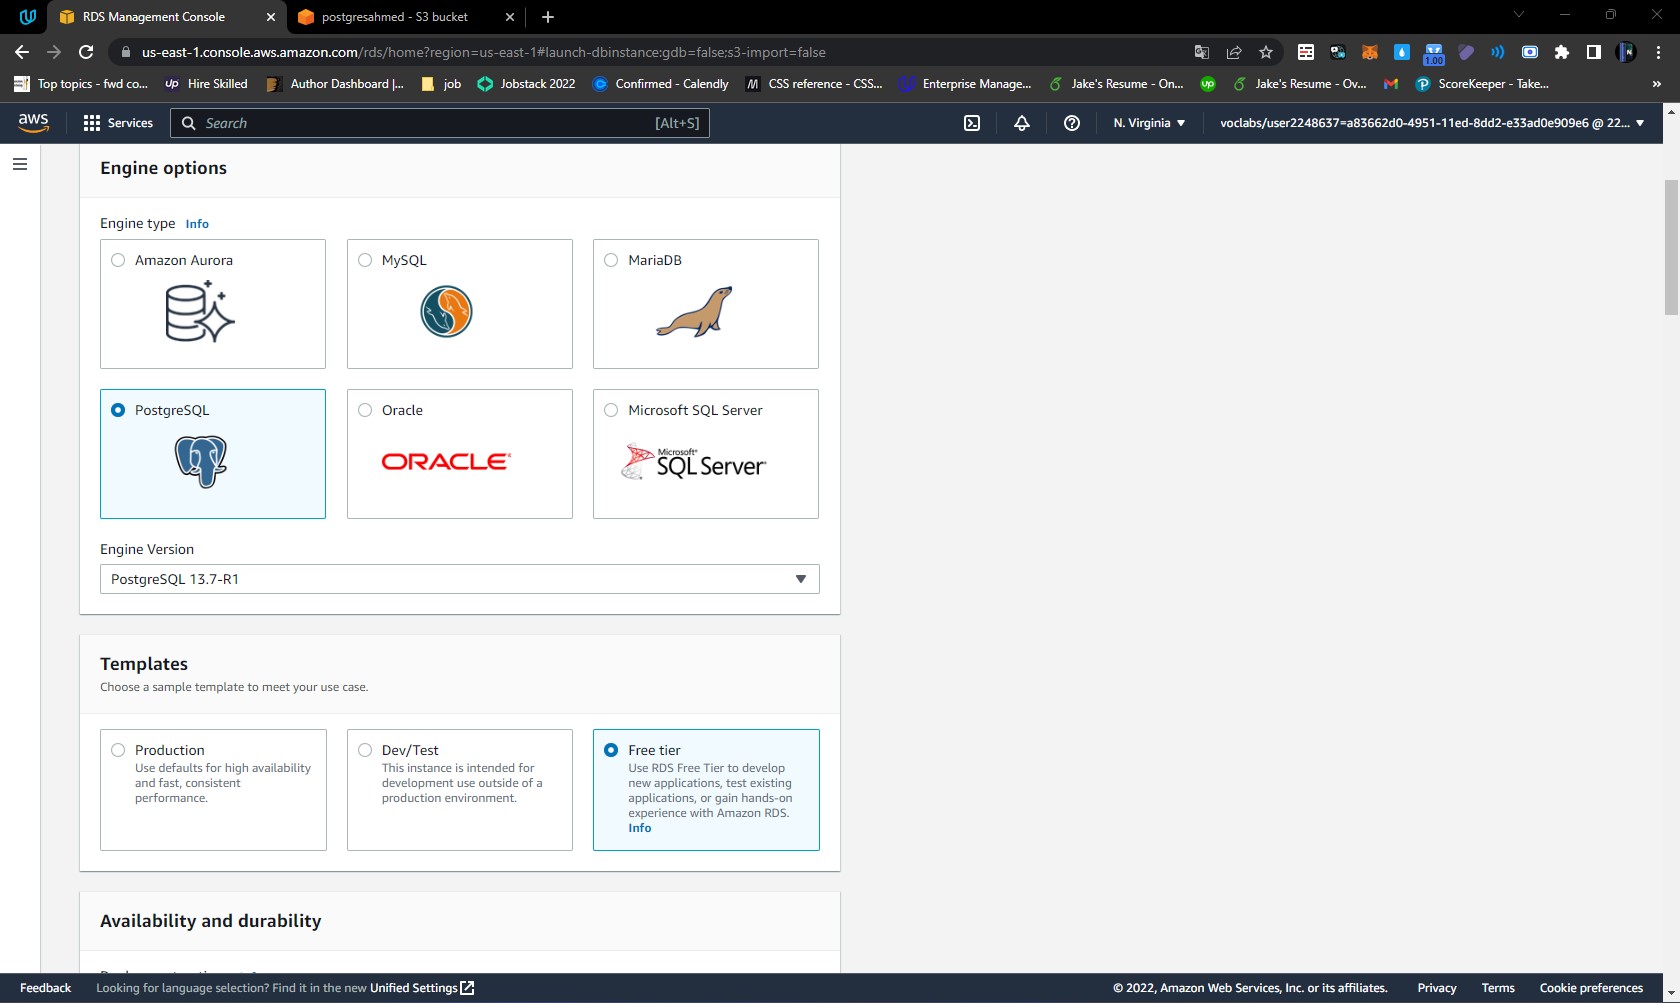 RDS Management Console
postgresahmed - S3 bucket
us-east-1.console.aws.amazon.com/rds/home?region=us-east-1#launch-dbinstance:gdb=false;s3-import=false
1.00
Top topics - fwd co...
Up Hire Skilled
Author Dashboard |...
job
Jobstack 2022
Confirmed - Calendly
CSS reference - CSS...
Enterprise Manage...
Jake's Resume - On...
up
Jake's Resume - Ov...
ScoreKeeper - Take...
»
aws
Services
Search
[Alt+S]
N. Virginia
voclabs/user2248637=a83662d0-4951-11ed-8dd2-e33ad0e909e6 @ 22...
Engine options
Engine type Info
Amazon Aurora
MySQL
MariaDB
PostgreSQL
Oracle
ORACLE
Microsoft SQL Server
Microsoft®
SQL Server
Engine Version
PostgreSQL 13.7-R1
Templates
Choose a sample template to meet your use case.
Production
Use defaults for high availability
and fast, consistent
performance.
Dev/Test
This instance is intended for
development use outside of a
production environment.
Free tier
Use RDS Free Tier to develop
new applications, test existing
applications, or gain hands-on
experience with Amazon RDS.
Info
Availability and durability
Feedback
Looking for language selection? Find it in the new Unified Settings
© 2022, Amazon Web Services, Inc. or its affiliates.
Privacy
Terms
Cookie preferences